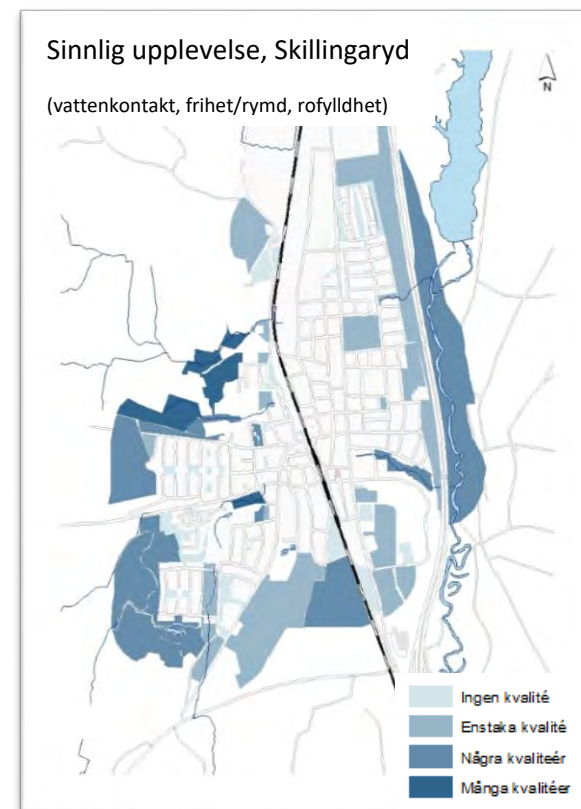 Sinnlig upplevelse, Skillingaryd
(vattenkontakt, frihet/rymd, rofylldhet)
N
Ingen kvalité
Enstaka kvalité
Några kvaliteér
Många kvalitéer